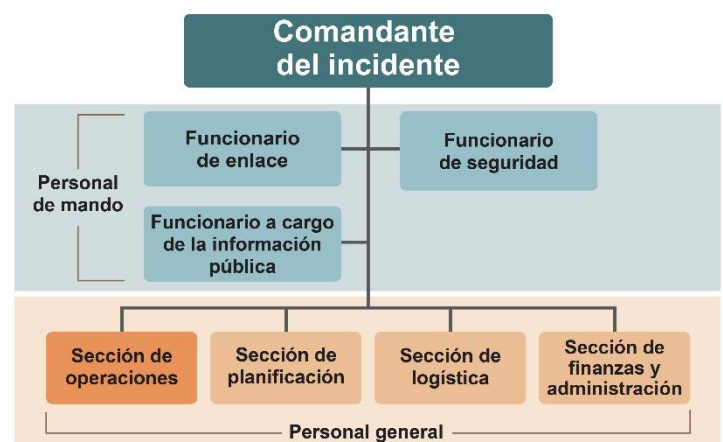 Comandante
del incidente
Personal
de mando
Funcionario
de enlace
Funcionario
de seguridad
Funcionario a cargo
de la información
pública
Sección de
operaciones
Sección de
planificación
Sección de
logística
Sección de
finanzas y
administración
Personal general